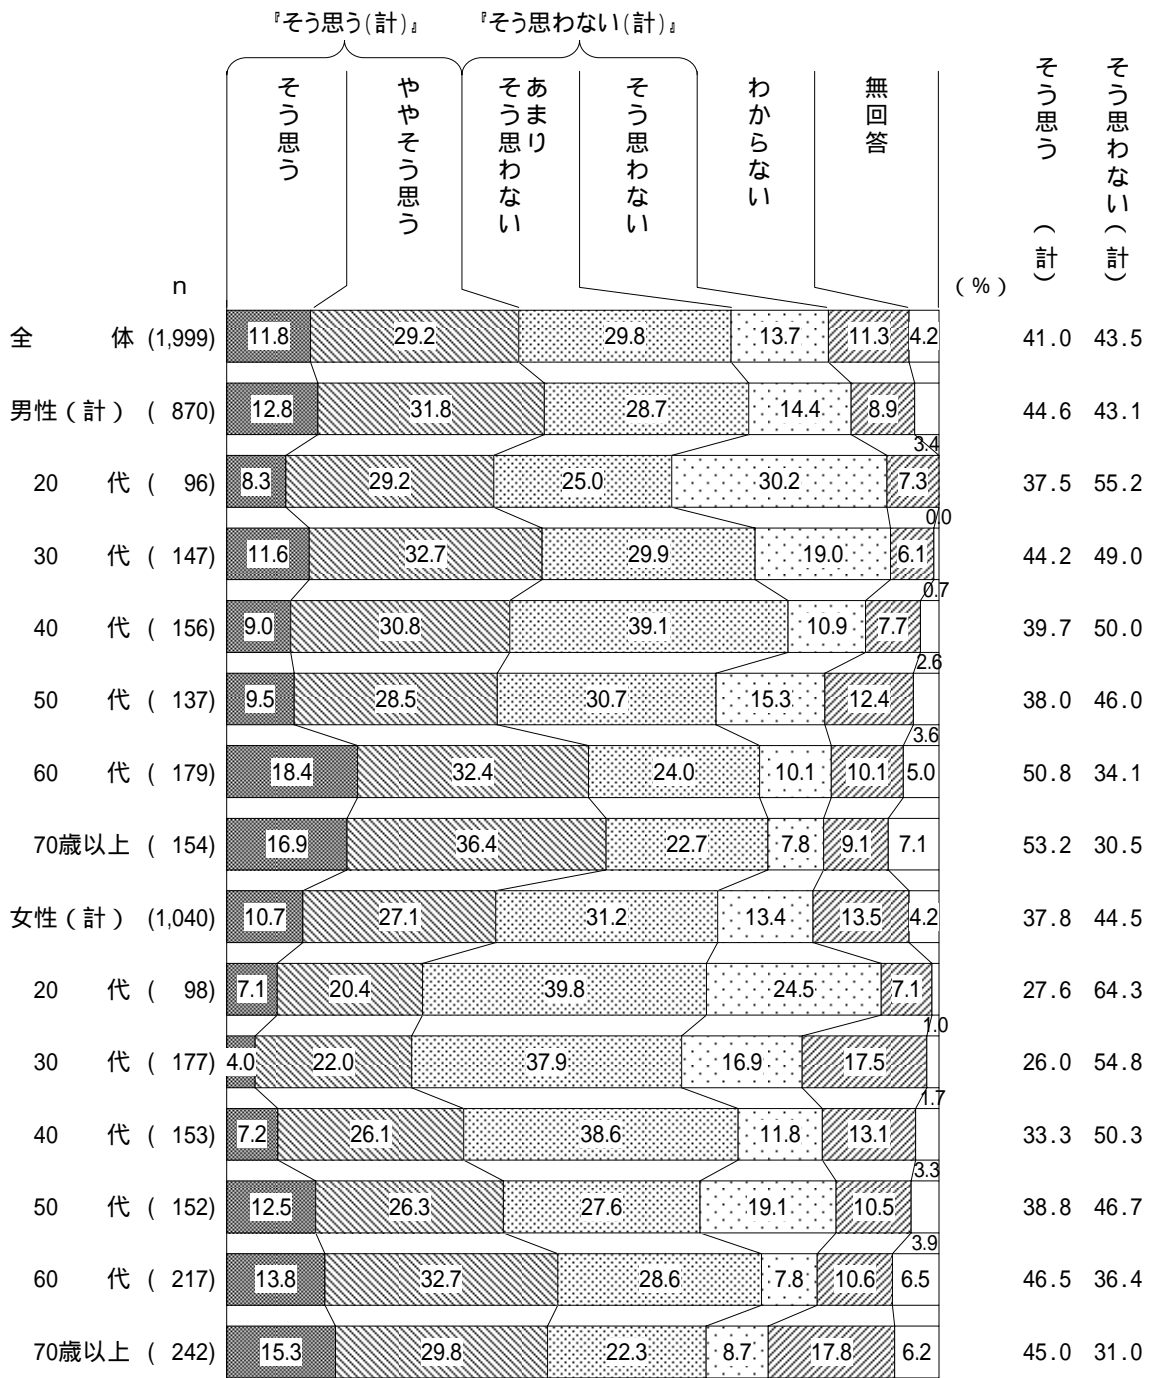 『そう思う(計)』 『そう思わない(計)』
そう思う
ややそう思う
あまり
そう思わない
そう思わない
わからない
無回答
そう思う(計)
そう思わない(計)
n (%)
全 体 (1,999) 11.8 29.2 29.8 13.7 11.3 4.2 41.0 43.5
男性(計) ( 870) 12.8 31.8 28.7 14.4 8.9 3.4 44.6 43.1
20 代 ( 96) 8.3 29.2 25.0 30.2 7.3 0.0 37.5 55.2
30 代 ( 147) 11.6 32.7 29.9 19.0 6.1 0.7 44.2 49.0
40 代 ( 156) 9.0 30.8 39.1 10.9 7.7 2.6 39.7 50.0
50 代 ( 137) 9.5 28.5 30.7 15.3 12.4 3.6 38.0 46.0
60 代 ( 179) 18.4 32.4 24.0 10.1 10.1 5.0 50.8 34.1
70歳以上 ( 154) 16.9 36.4 22.7 7.8 9.1 7.1 53.2 30.5
女性(計) (1,040) 10.7 27.1 31.2 13.4 13.5 4.2 37.8 44.5
20 代 ( 98) 7.1 20.4 39.8 24.5 7.1 1.0 27.6 64.3
30 代 ( 177) 4.0 22.0 37.9 16.9 17.5 1.7 26.0 54.8
40 代 ( 153) 7.2 26.1 38.6 11.8 13.1 3.3 33.3 50.3
50 代 ( 152) 12.5 26.3 27.6 19.1 10.5 3.9 38.8 46.7
60 代 ( 217) 13.8 32.7 28.6 7.8 10.6 6.5 46.5 36.4
70歳以上 ( 242) 15.3 29.8 22.3 8.7 17.8 6.2 45.0 31.0